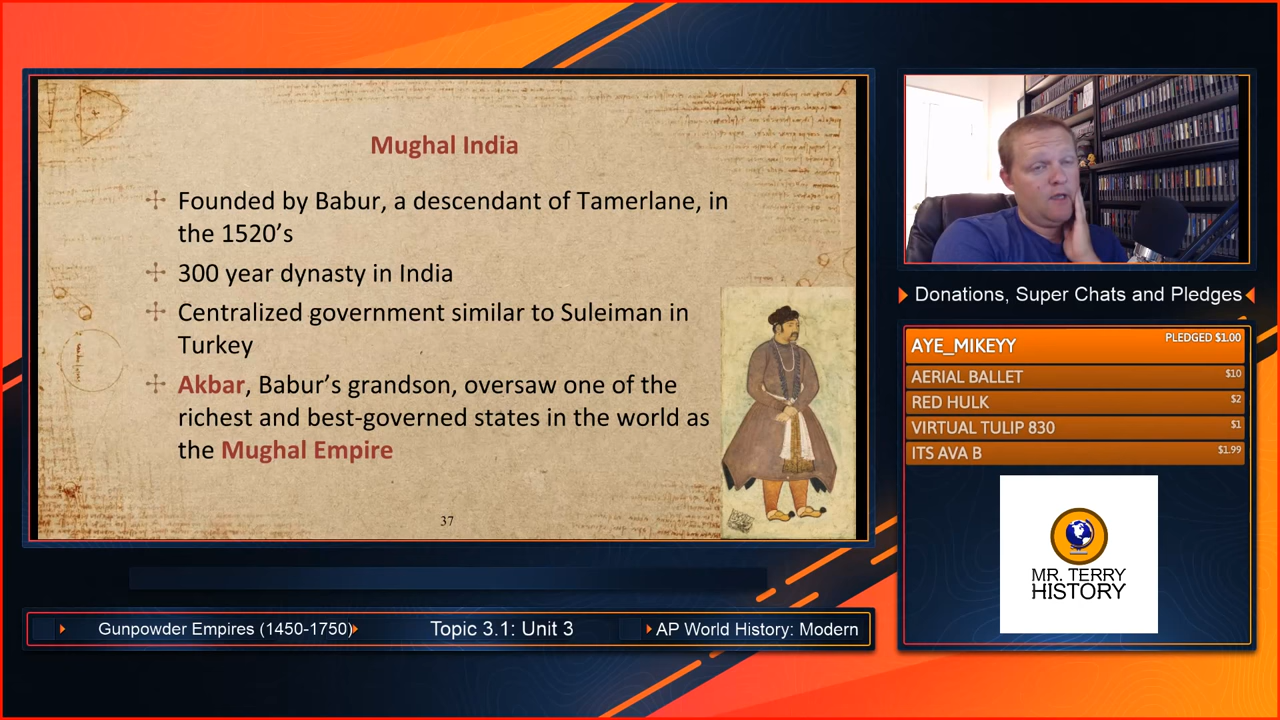 Mughal India
Founded by Babur, a descendant of Tamerlane, in
the 1520's
300 year dynasty in India
Centralized government similar to Suleiman in
Turkey
Akbar, Babur's grandson, oversaw one of the
richest and best-governed states in the world as
the Mughal Empire
37
Donations, Super Chats and Pledges
AYE_MIKEYY PLEDGED $1.00
AERIAL BALLET $10
RED HULK $2
VIRTUAL TULIP 830 $1
ITS AVA B $1.99
MR. TERRY
HISTORY
Gunpowder Empires (1450-1750)
Topic 3.1: Unit 3
AP World History: Modern